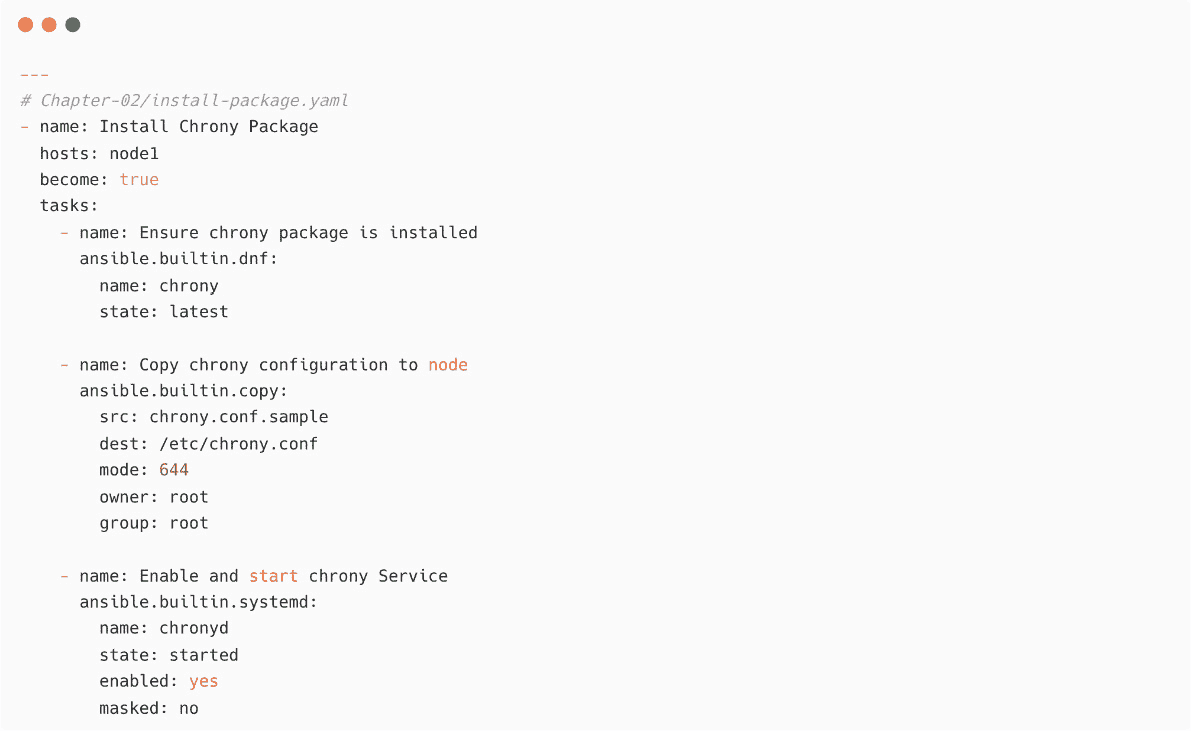 ---
# Chapter-02/install-package.yaml
- name: Install Chrony Package
  hosts: node1
  become: true
  tasks:
    - name: Ensure chrony package is installed
      ansible.builtin.dnf:
        name: chrony
        state: latest

    - name: Copy chrony configuration to node
      ansible.builtin.copy:
        src: chrony.conf.sample
        dest: /etc/chrony.conf
        mode: 644
        owner: root
        group: root

    - name: Enable and start chrony Service
      ansible.builtin.systemd:
        name: chronyd
        state: started
        enabled: yes
        masked: no